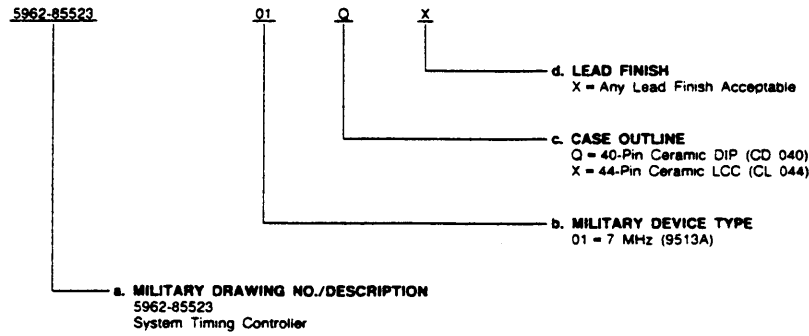 5962-85523 01 Q X
d. LEAD FINISH
X = Any Lead Finish Acceptable
c. CASE OUTLINE
Q = 40-Pin Ceramic DIP (CD 040)
X = 44-Pin Ceramic LCC (CL 044)
b. MILITARY DEVICE TYPE
01 = 7 MHz (9513A)
a. MILITARY DRAWING NO./DESCRIPTION
5962-85523
System Timing Controller